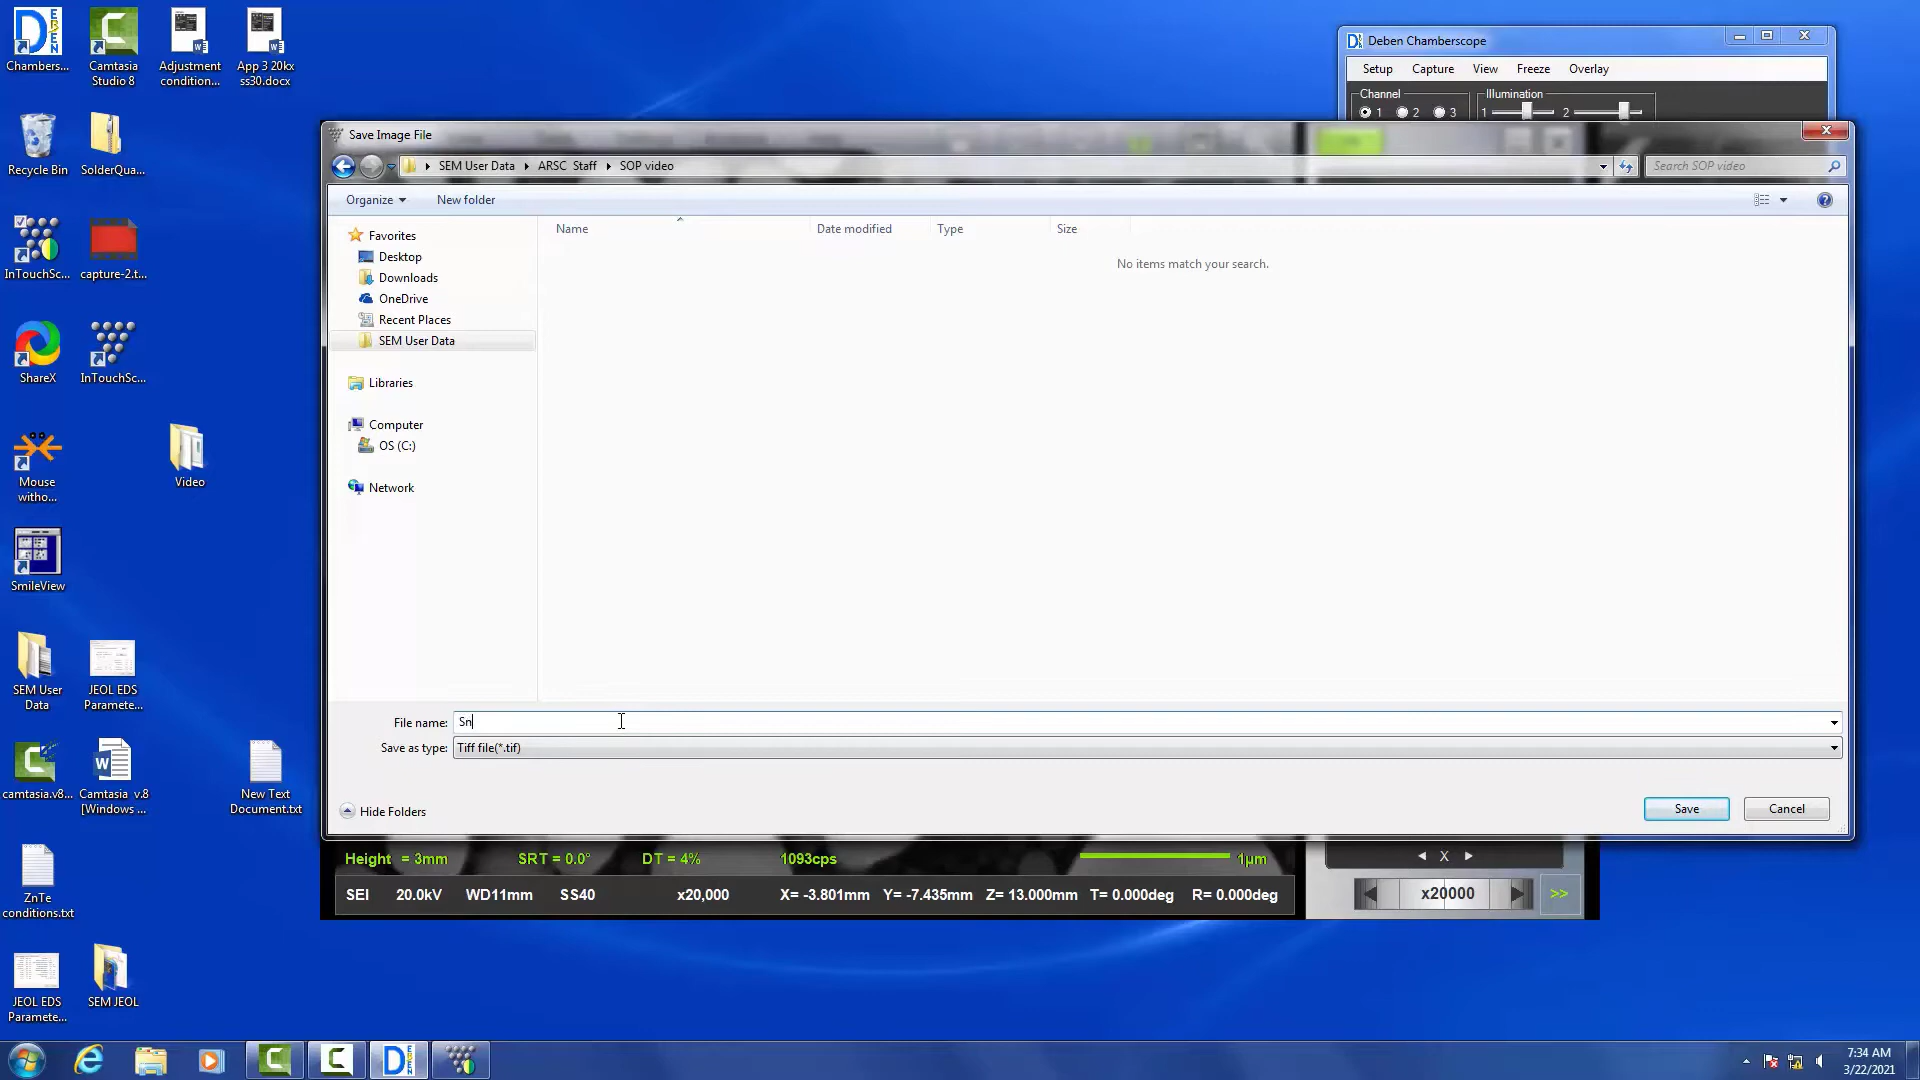 Chambers...
Camtasia
Studio 8
Adjustment
condition...
App 3 20kx
ss30.docx
Recycle Bin
SolderQua...
InTouchSc...
capture-2.t...
ShareX
InTouchSc...
Mouse
witho...
Video
SmileView
SEM User
Data
JEOL EDS
Paramete...
camtasia.v8...
Camtasia v.8
[Windows ...
New Text
Document.txt
ZnTe
conditions.txt
JEOL EDS
Paramete...
SEM JEOL
Deben Chamberscope
Setup Capture View Freeze Overlay
Channel
1 2 3
Illumination
1 2
Save Image File
SEM User Data ARSC Staff SOP video
Search SOP video
Organize New folder
Name Date modified Type Size
No items match your search.
Favorites
Desktop
Downloads
OneDrive
Recent Places
SEM User Data
Libraries
Computer
OS (C:)
Network
File name: Sn
Save as type: Tiff file(*.tif)
Hide Folders
Save Cancel
Height = 3mm SRT = 0.0° DT = 4% 1093cps 1µm
SEI 20.0kV WD11mm SS40 x20,000 X= -3.801mm Y= -7.435mm Z= 13.000mm T= 0.000deg R= 0.000deg
X
x20000
>>
7:34 AM
3/22/2021